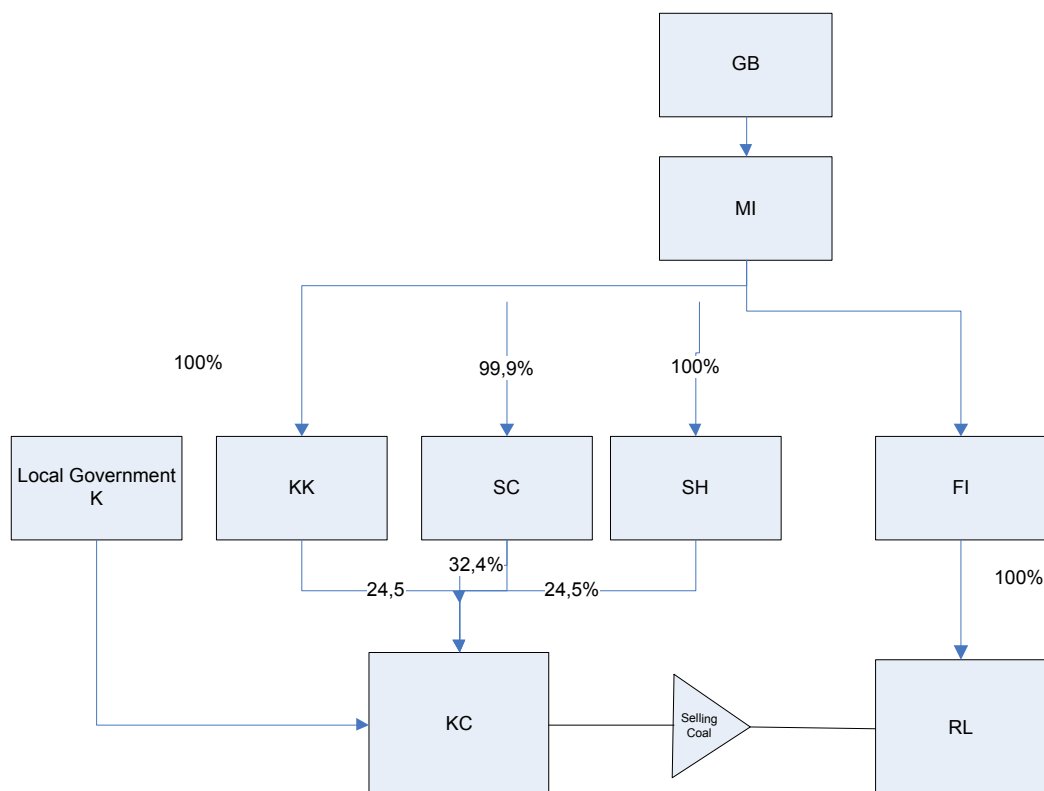 GB
MI
100%
99,9%
100%
Local Government
K
KK
SC
SH
FI
32,4%
24,5
24,5%
100%
KC
Selling
Coal
RL